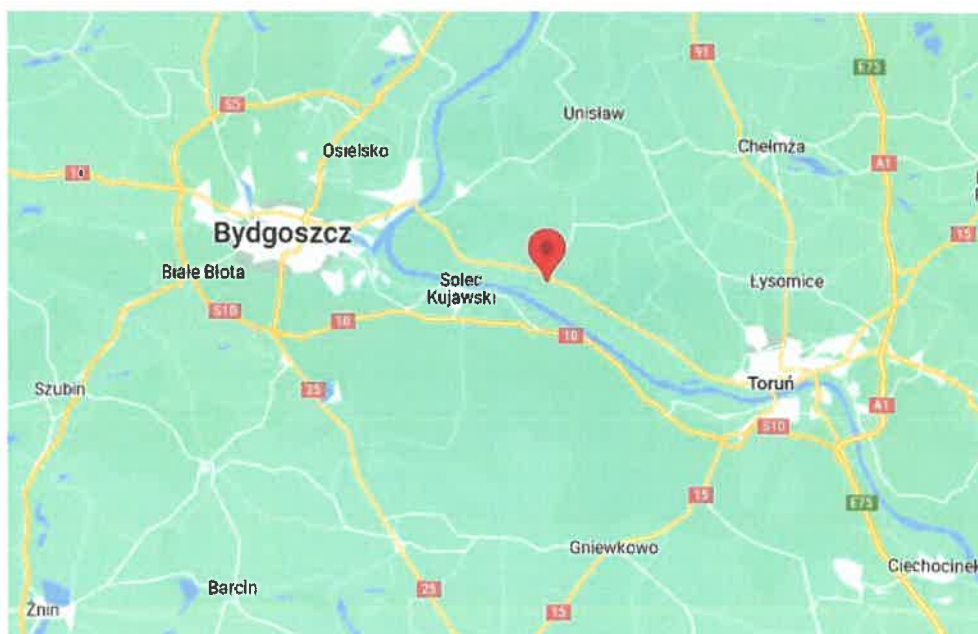 91
E75
S5
Unisław
Osielsko
Chełmża
A1
15
Bydgoszcz
Białe Błota
Solec
Kujawski
Łysomice
S10
10
10
Szubin
25
Toruń
A1
S10
15
E75
Gniewkowo
Ciechocinek
Barcin
25
15
Żnin